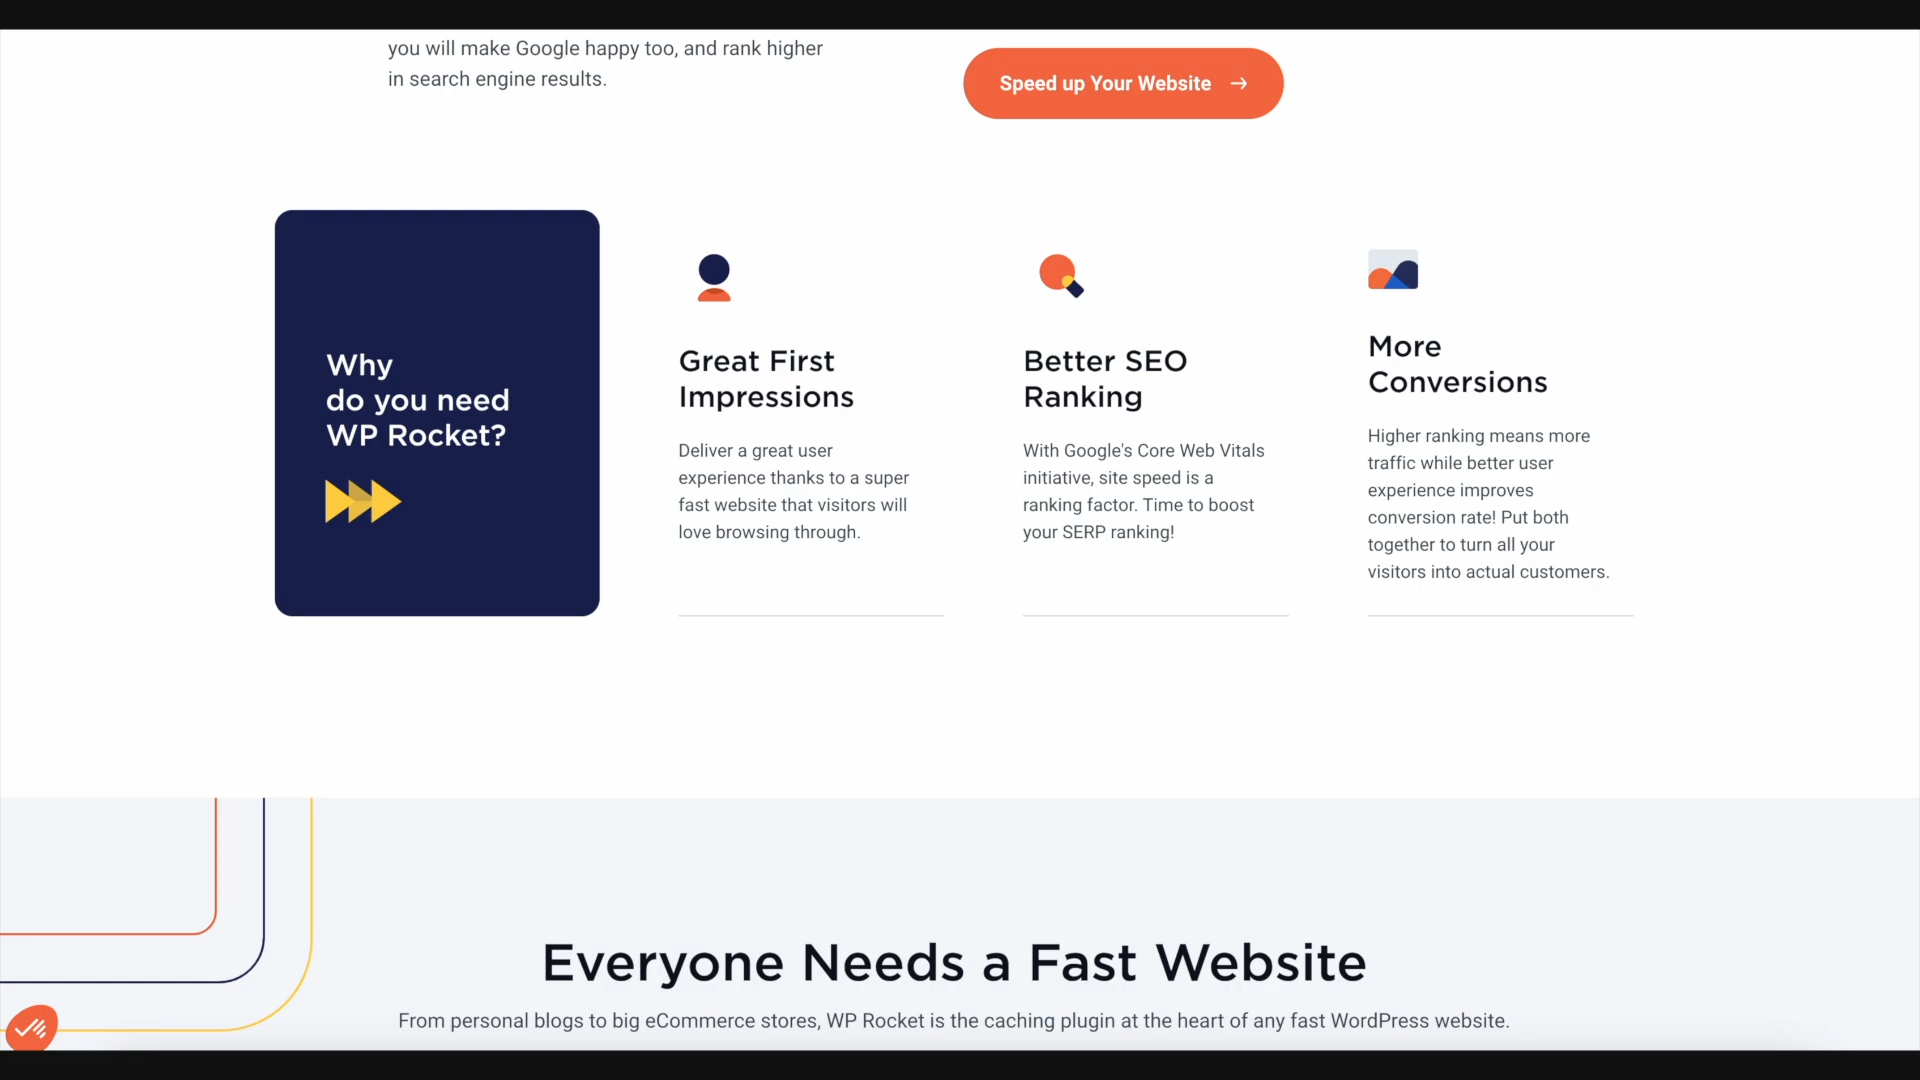 you will make Google happy too, and rank higher
in search engine results.
Speed up Your Website
Why
do you need
WP Rocket?
Great First
Impressions
Deliver a great user
experience thanks to a super
fast website that visitors will
love browsing through.
Better SEO
Ranking
With Google's Core Web Vitals
initiative, site speed is a
ranking factor. Time to boost
your SERP ranking!
More
Conversions
Higher ranking means more
traffic while better user
experience improves
conversion rate! Put both
together to turn all your
visitors into actual customers.
Everyone Needs a Fast Website
From personal blogs to big eCommerce stores, WP Rocket is the caching plugin at the heart of any fast WordPress website.